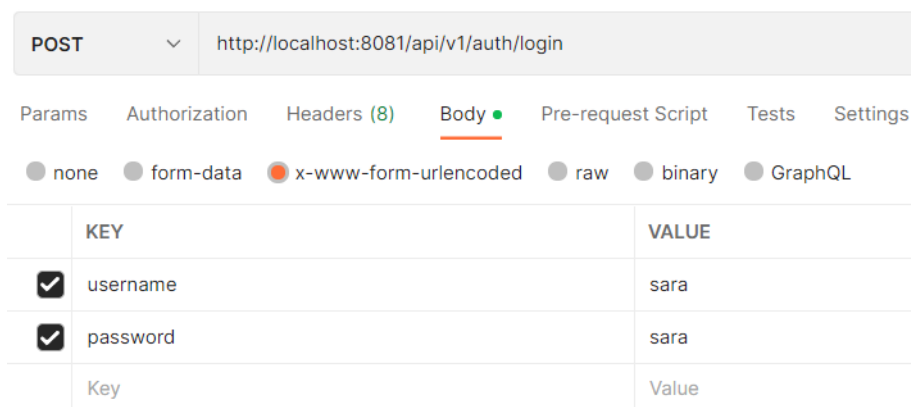 POST http://localhost:8081/api/v1/auth/login
Params Authorization Headers (8) Body Pre-request Script Tests Settings
none form-data x-www-form-urlencoded raw binary GraphQL
KEY VALUE
username sara
password sara
Key Value